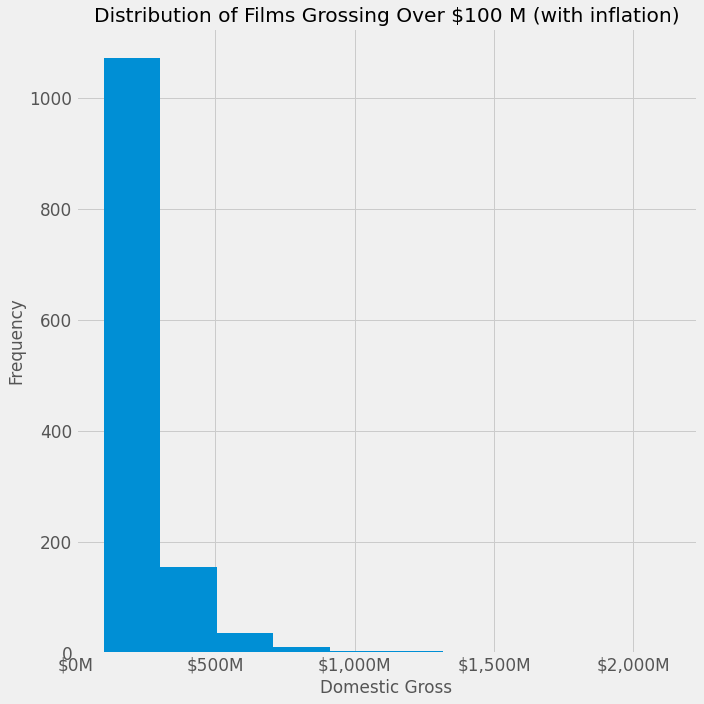 Distribution of Films Grossing Over $100 M (with inflation)
1000
800
600
400
200
0
Frequency
$0M $500M $1,000M $1,500M $2,000M
Domestic Gross